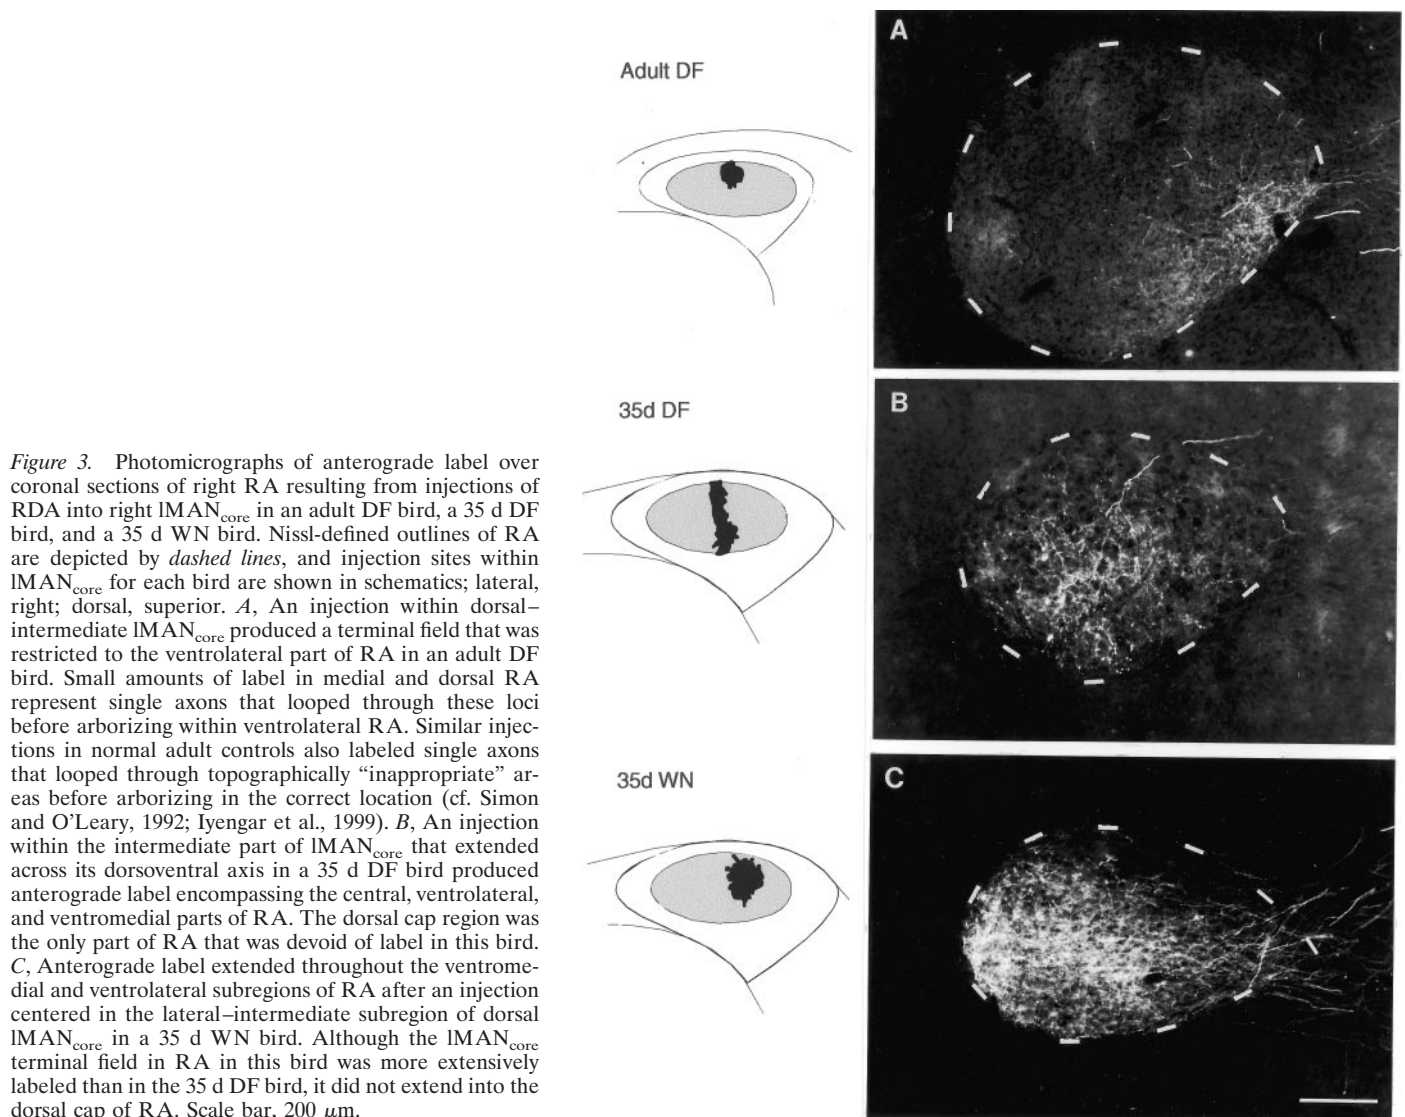 Adult DF
A
35d DF
B
35d WN
C
Figure 3. Photomicrographs of anterograde label over
coronal sections of right RA resulting from injections of
RDA into right lMANcore in an adult DF bird, a 35 d DF
bird, and a 35 d WN bird. Nissl-defined outlines of RA
are depicted by dashed lines, and injection sites within
lMANcore for each bird are shown in schematics; lateral,
right; dorsal, superior. A, An injection within dorsal–
intermediate lMANcore produced a terminal field that was
restricted to the ventrolateral part of RA in an adult DF
bird. Small amounts of label in medial and dorsal RA
represent single axons that looped through these loci
before arborizing within ventrolateral RA. Similar injec-
tions in normal adult controls also labeled single axons
that looped through topographically “inappropriate” ar-
eas before arborizing in the correct location (cf. Simon
and O’Leary, 1992; Iyengar et al., 1999). B, An injection
within the intermediate part of lMANcore that extended
across its dorsoventral axis in a 35 d DF bird produced
anterograde label encompassing the central, ventrolateral,
and ventromedial parts of RA. The dorsal cap region was
the only part of RA that was devoid of label in this bird.
C, Anterograde label extended throughout the ventrome-
dial and ventrolateral subregions of RA after an injection
centered in the lateral–intermediate subregion of dorsal
lMANcore in a 35 d WN bird. Although the lMANcore
terminal field in RA in this bird was more extensively
labeled than in the 35 d DF bird, it did not extend into the
dorsal cap of RA. Scale bar, 200 μm.